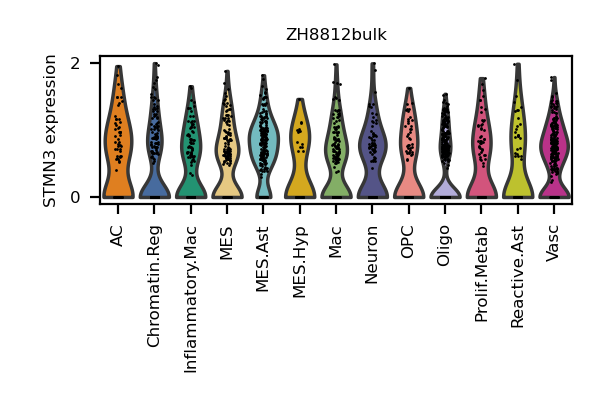 ZH8812bulk
STMN3 expression
2
0
AC
Chromatin.Reg
Inflammatory.Mac
MES
MES.Ast
MES.Hyp
Mac
Neuron
OPC
Oligo
Prolif.Metab
Reactive.Ast
Vasc